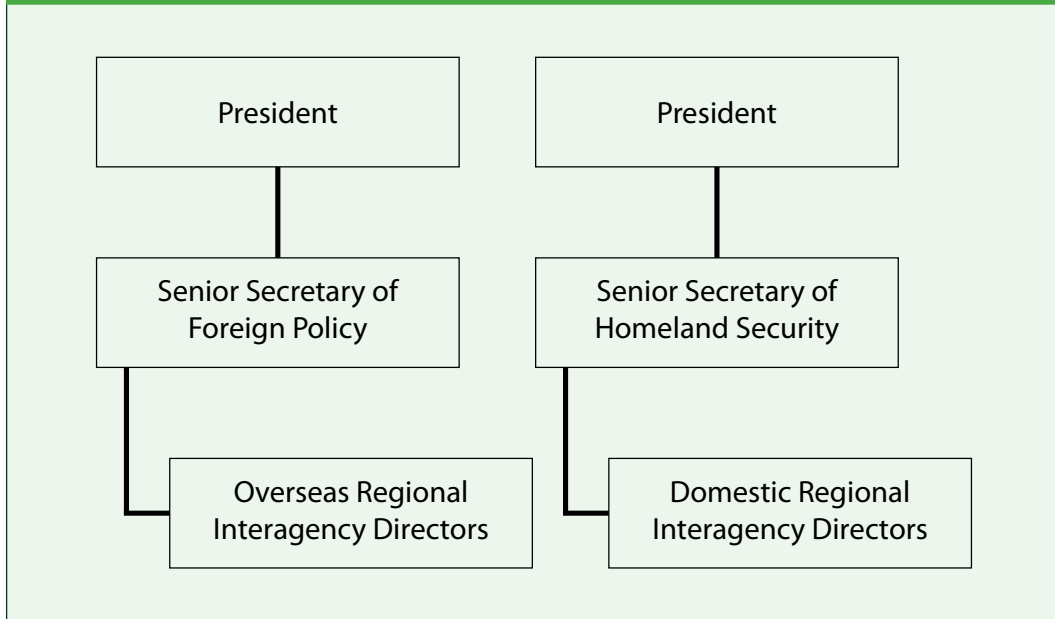 President
Senior Secretary of
Foreign Policy
Overseas Regional
Interagency Directors
President
Senior Secretary of
Homeland Security
Domestic Regional
Interagency Directors